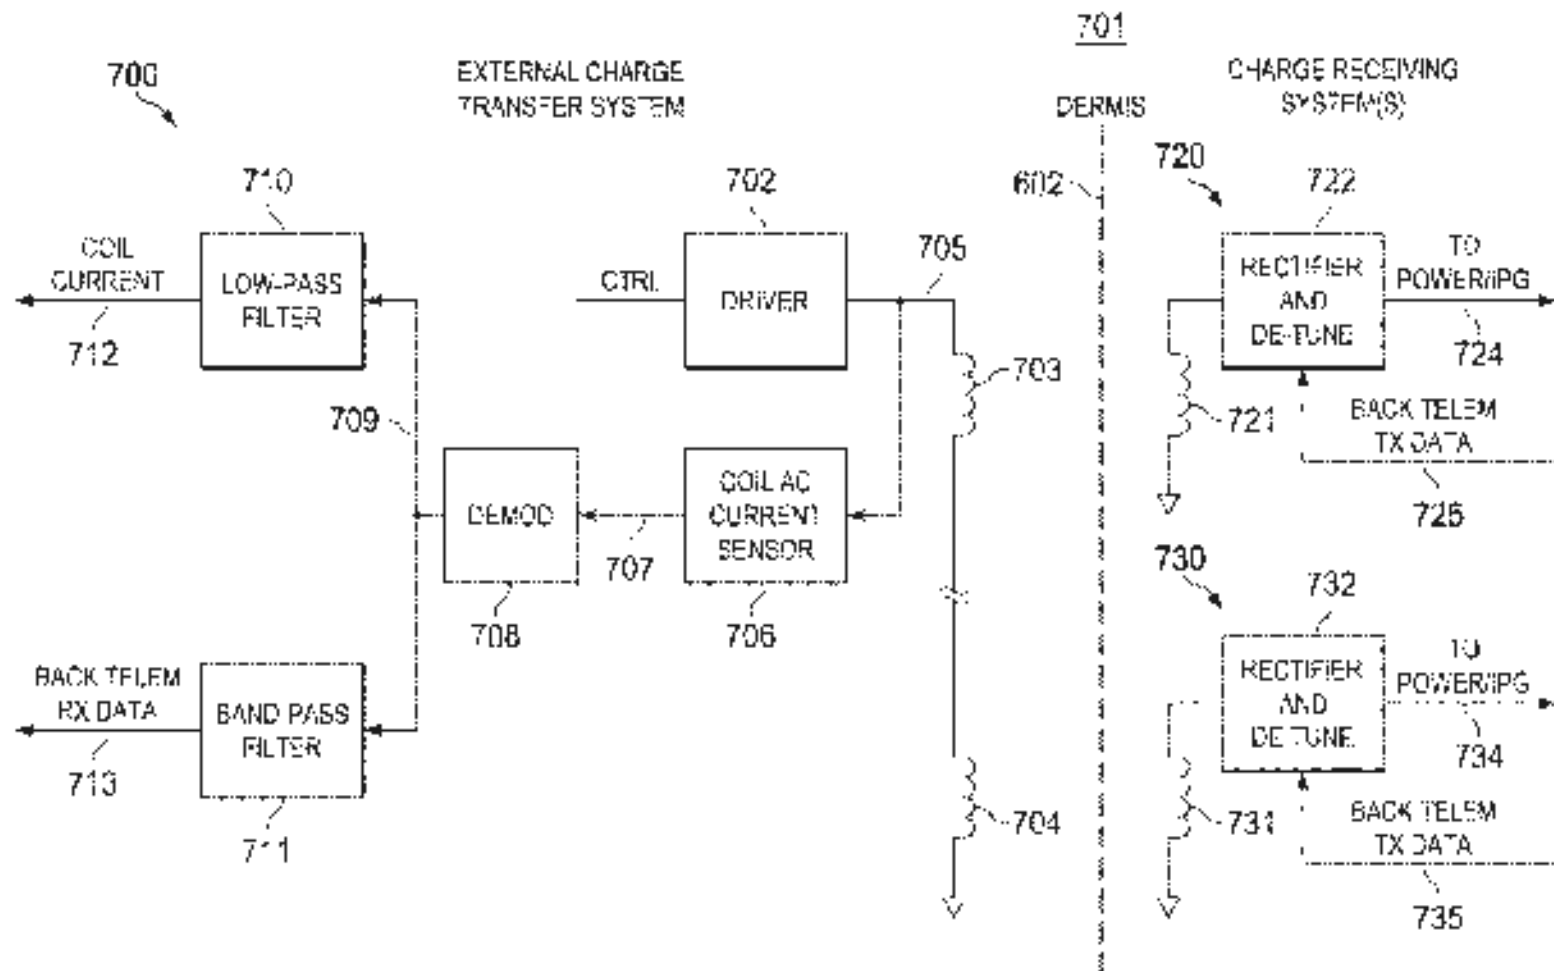 701
700
EXTERNAL CHARGE
TRANSFER SYSTEM
DERMIS
CHARGE RECEIVING
SYSTEM(S)
710
702
602
720
722
COIL
CURRENT
712
LOW-PASS
FILTER
CTRL
DRIVER
705
RECTIFIER
AND
DE-TUNE
TO
POWER/IPG
724
703
721
709
BACK TELEM
TX DATA
725
DEMOD
707
COIL AC
CURRENT
SENSOR
708
706
730
732
BACK TELEM
RX DATA
713
BAND PASS
FILTER
711
RECTIFIER
AND
DE-TUNE
TO
POWER/IPG
734
704
731
BACK TELEM
TX DATA
735